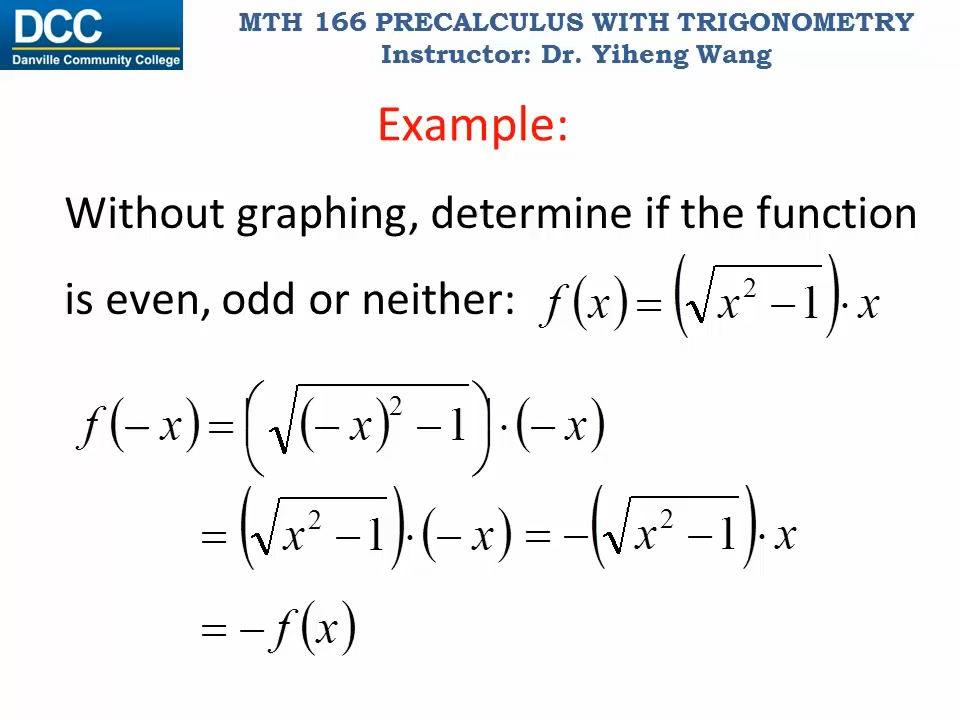 DCC
Danville Community College
MTH 166 PRECALCULUS WITH TRIGONOMETRY
Instructor: Dr. Yiheng Wang
Example:
Without graphing, determine if the function
is even, odd or neither: f(x) = (√(x² − 1)) · x
f(− x) = (√((− x)² − 1)) · (− x)
= (√(x² − 1)) · (− x) = −(√(x² − 1)) · x
= − f(x)